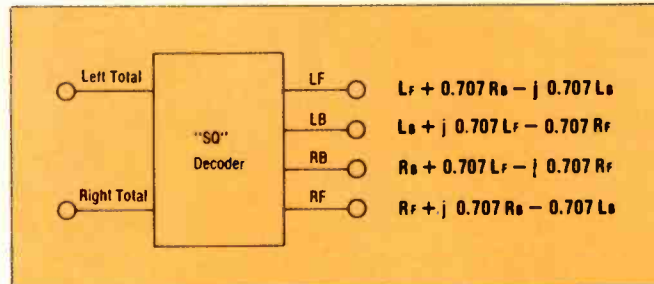 Left Total
Right Total
"SQ"
Decoder
LF
LB
RB
RF
LF + 0.707 RB − j 0.707 LB
LB + j 0.707 LF − 0.707 RF
RB + 0.707 LF − j 0.707 RF
RF + j 0.707 RB − 0.707 LB